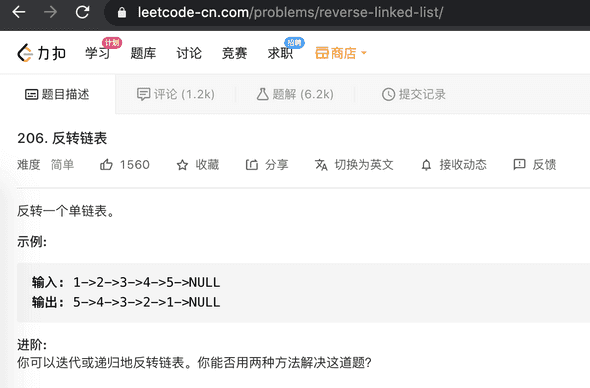 leetcode-cn.com/problems/reverse-linked-list/
力扣 学习 计划 题库 讨论 竞赛 求职 招聘 商店
题目描述 评论 (1.2k) 题解 (6.2k) 提交记录
206. 反转链表
难度 简单 1560 收藏 分享 切换为英文 接收动态 反馈
反转一个单链表。
示例:
输入: 1->2->3->4->5->NULL
输出: 5->4->3->2->1->NULL
进阶:
你可以迭代或递归地反转链表。你能否用两种方法解决这道题？